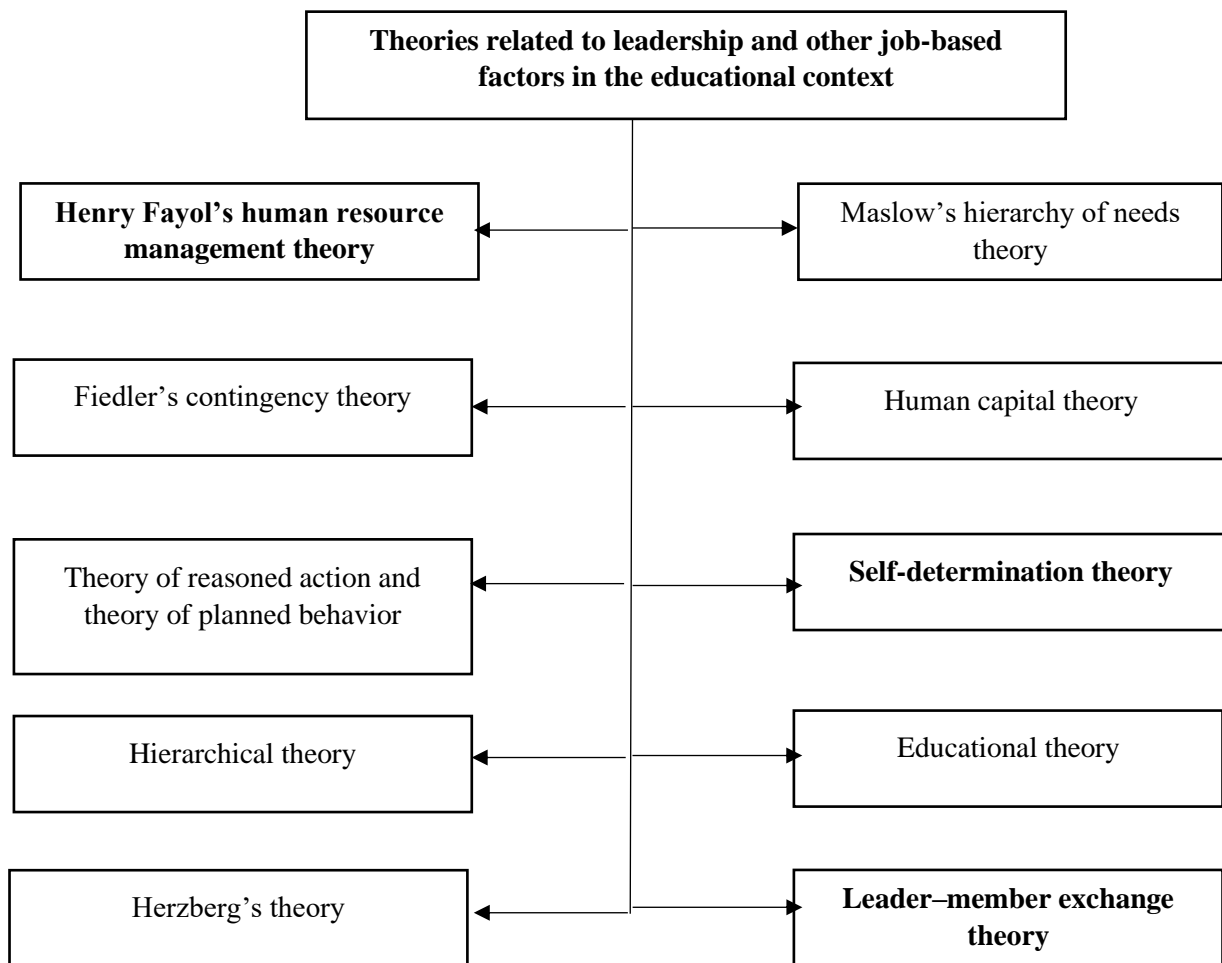 Theories related to leadership and other job-based
factors in the educational context
Henry Fayol’s human resource
management theory
Maslow’s hierarchy of needs
theory
Fiedler’s contingency theory
Human capital theory
Theory of reasoned action and
theory of planned behavior
Self-determination theory
Hierarchical theory
Educational theory
Herzberg’s theory
Leader–member exchange
theory